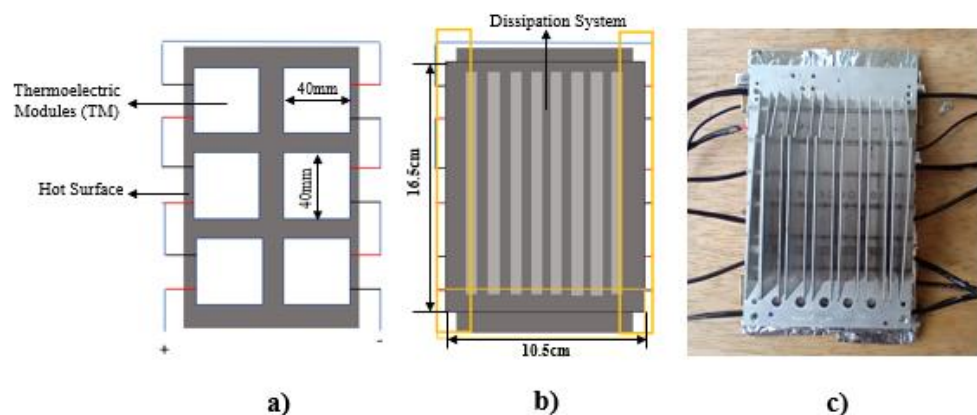 Dissipation System
Thermoelectric
Modules (TM)
40mm
Hot Surface
40mm
16.5cm
10.5cm
+
-
a)
b)
c)